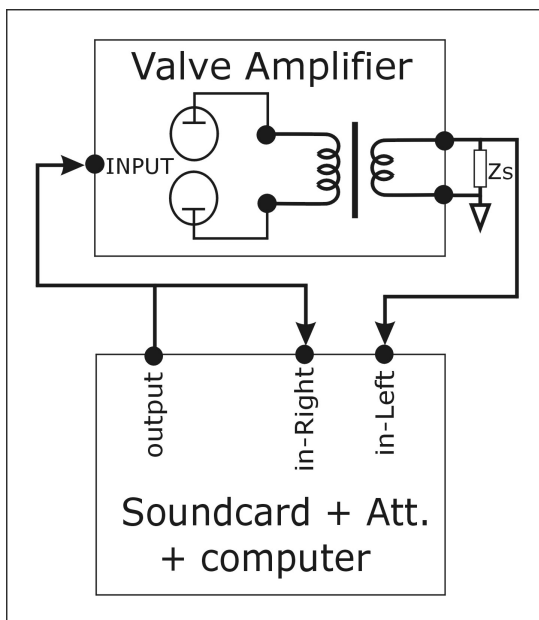 Valve Amplifier
INPUT
Zs
output
in-Right
in-Left
Soundcard + Att.
+ computer